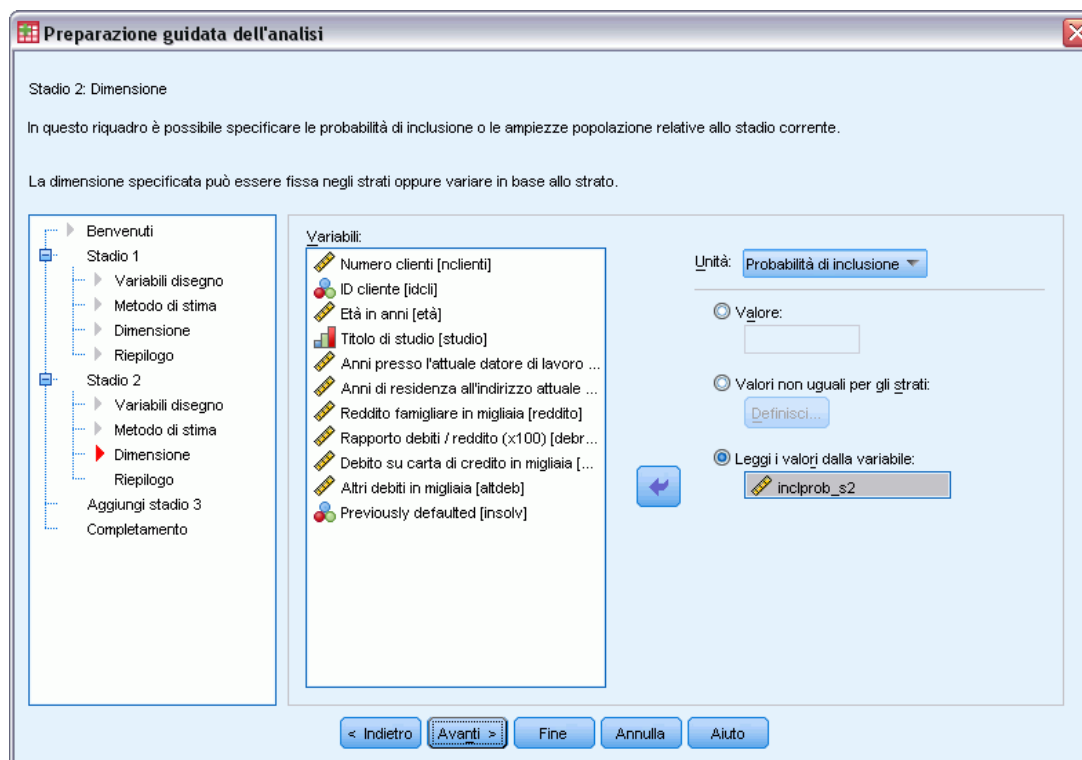 Preparazione guidata dell'analisi
Stadio 2: Dimensione
In questo riquadro è possibile specificare le probabilità di inclusione o le ampiezze popolazione relative allo stadio corrente.
La dimensione specificata può essere fissa negli strati oppure variare in base allo strato.
Benvenuti
Stadio 1
Variabili disegno
Metodo di stima
Dimensione
Riepilogo
Stadio 2
Variabili disegno
Metodo di stima
Dimensione
Riepilogo
Aggiungi stadio 3
Completamento
Variabili:
Numero clienti [nclienti]
ID cliente [idcli]
Età in anni [età]
Titolo di studio [studio]
Anni presso l'attuale datore di lavoro ...
Anni di residenza all'indirizzo attuale ...
Reddito famigliare in migliaia [reddito]
Rapporto debiti / reddito (x100) [debr...
Debito su carta di credito in migliaia [...
Altri debiti in migliaia [altdeb]
Previously defaulted [insolv]
Unità: Probabilità di inclusione
Valore:
Valori non uguali per gli strati:
Definisci...
Leggi i valori dalla variabile:
inclprob_s2
< Indietro Avanti > Fine Annulla Aiuto